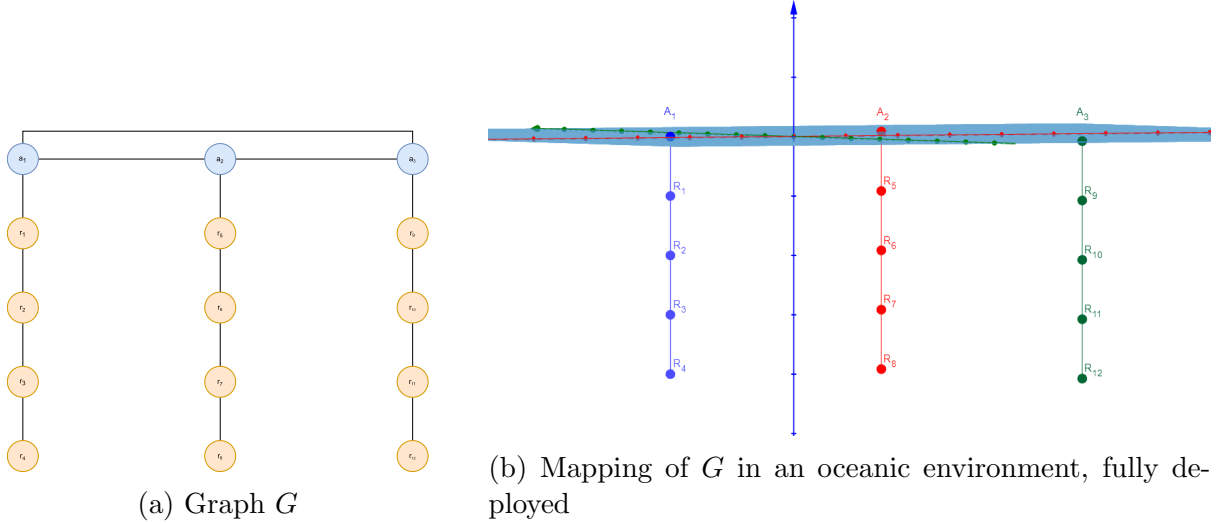 a₁ a₂ a₃
r₁ r₅ r₉
r₂ r₆ r₁₀
r₃ r₇ r₁₁
r₄ r₈ r₁₂
(a) Graph G
A₁ A₂ A₃
R₁ R₅ R₉
R₂ R₆ R₁₀
R₃ R₇ R₁₁
R₄ R₈ R₁₂
(b) Mapping of G in an oceanic environment, fully de-
ployed